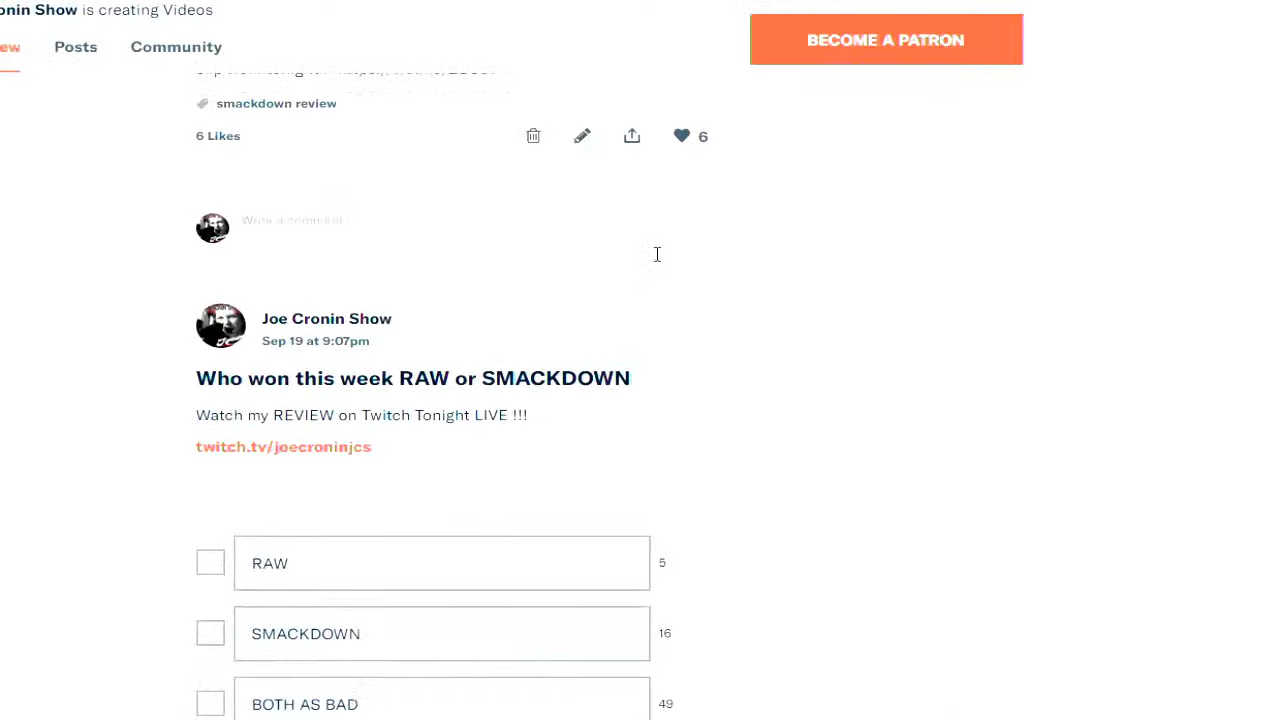 onin Show is creating Videos
ew Posts Community
BECOME A PATRON
smackdown review
6 Likes
6
Joe Cronin Show
Sep 19 at 9:07pm
Who won this week RAW or SMACKDOWN
Watch my REVIEW on Twitch Tonight LIVE !!!
twitch.tv/joecroninjcs
RAW 5
SMACKDOWN 16
BOTH AS BAD 49